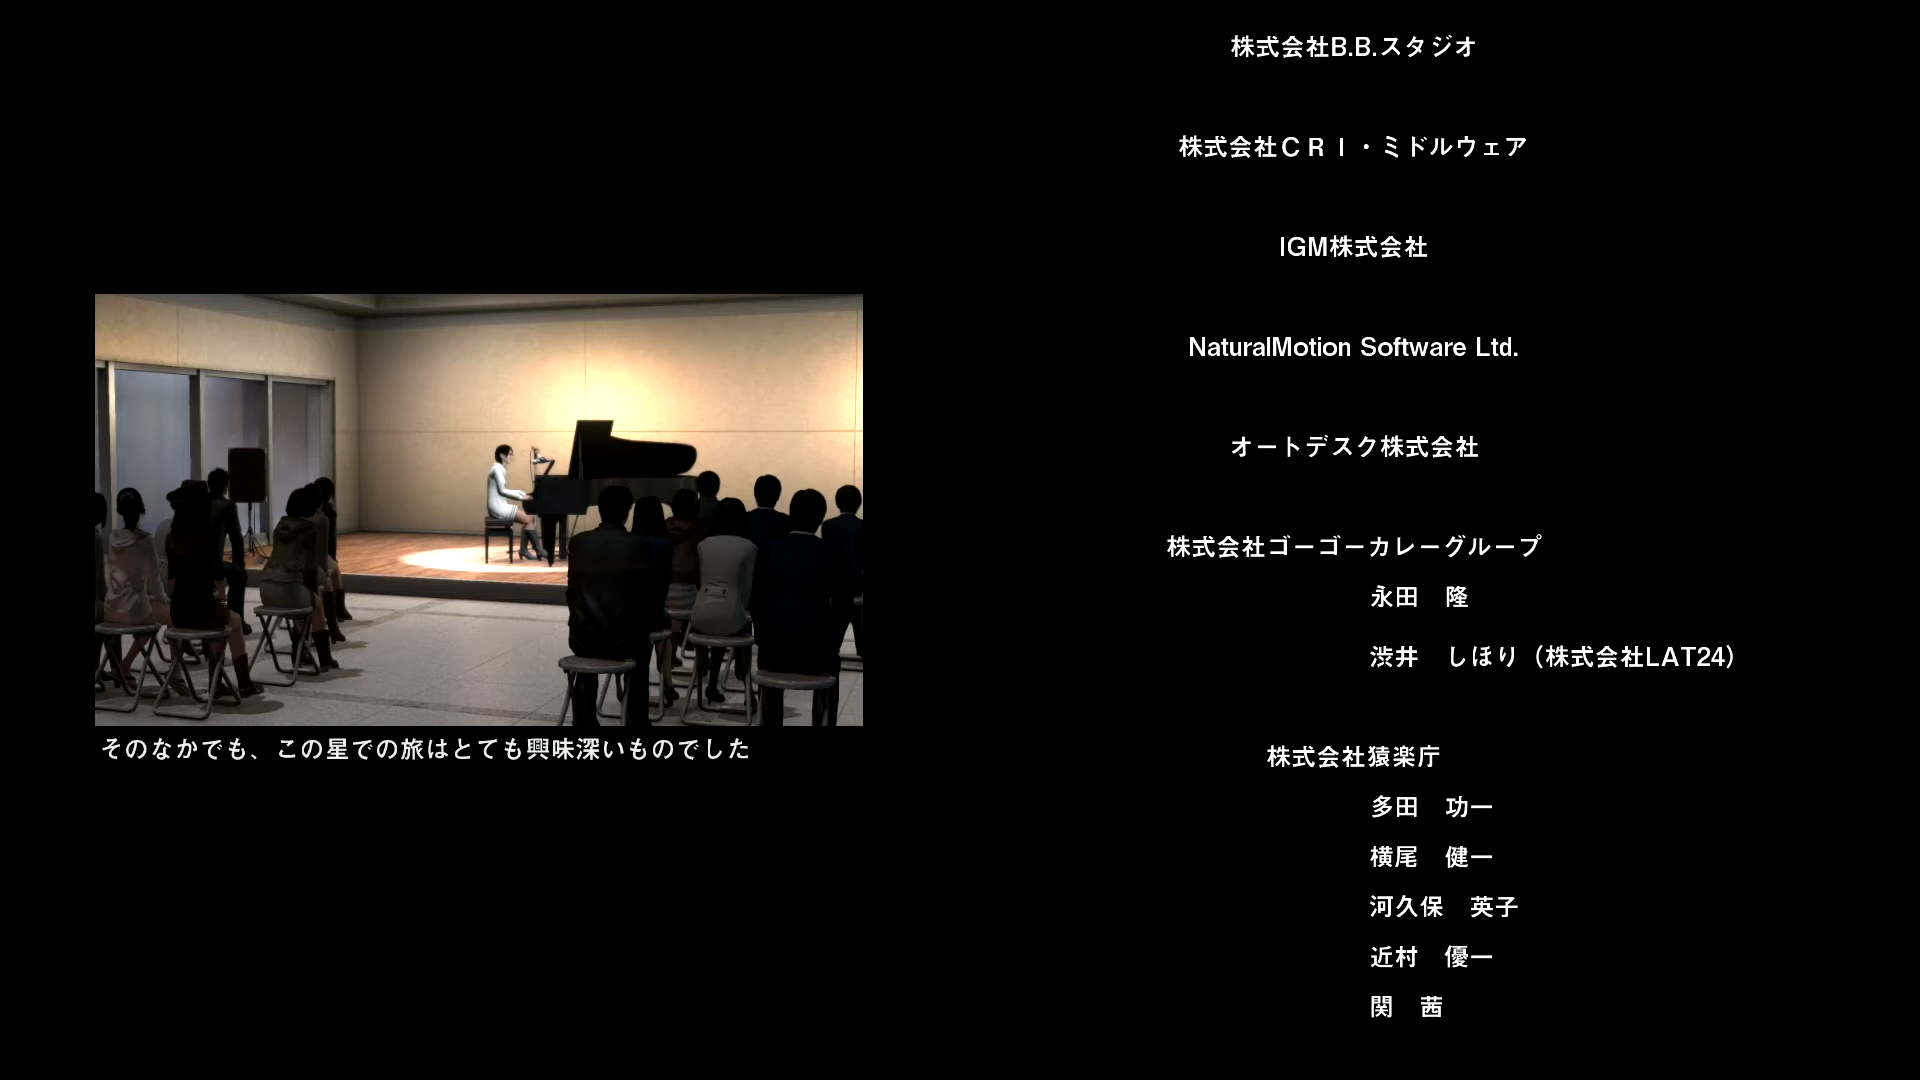 そのなかでも、この星での旅はとても興味深いものでした
株式会社B.B.スタジオ
株式会社ＣＲＩ・ミドルウェア
IGM株式会社
NaturalMotion Software Ltd.
オートデスク株式会社
株式会社ゴーゴーカレーグループ
永田　隆
渋井　しほり（株式会社LAT24）
株式会社猿楽庁
多田　功一
横尾　健一
河久保　英子
近村　優一
関　茜